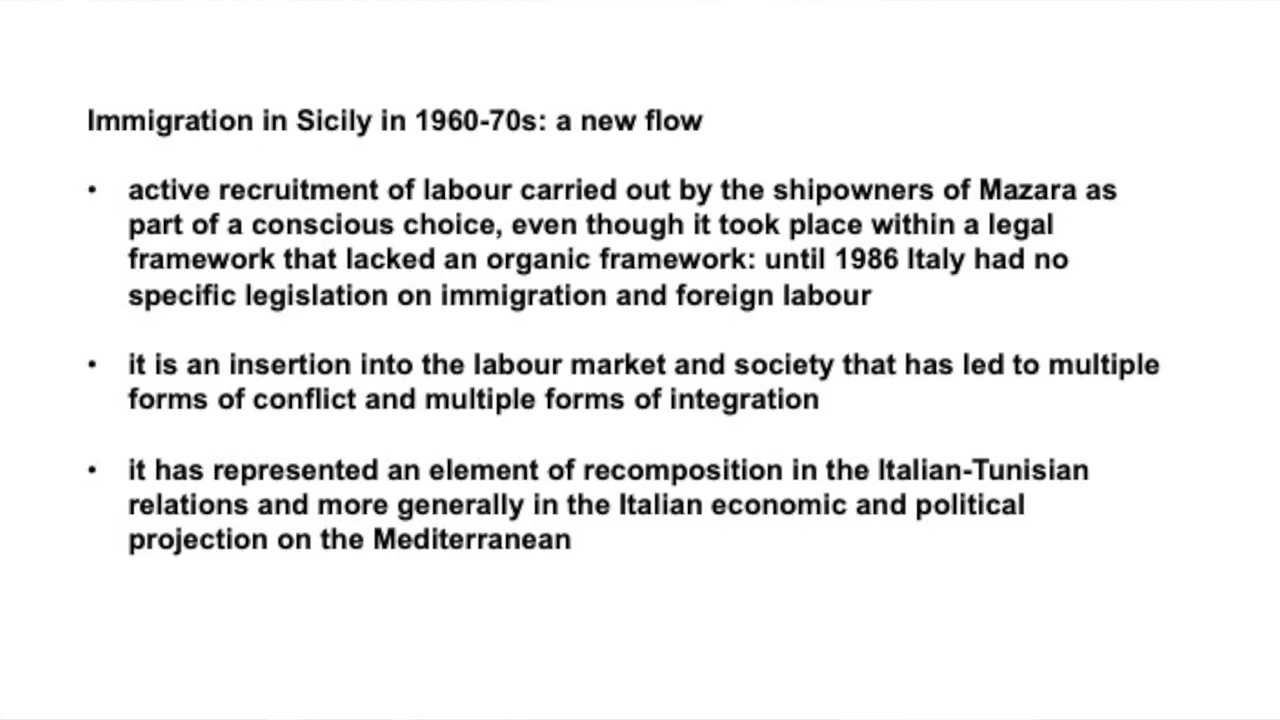 Immigration in Sicily in 1960-70s: a new flow
• active recruitment of labour carried out by the shipowners of Mazara as
part of a conscious choice, even though it took place within a legal
framework that lacked an organic framework: until 1986 Italy had no
specific legislation on immigration and foreign labour
• it is an insertion into the labour market and society that has led to multiple
forms of conflict and multiple forms of integration
• it has represented an element of recomposition in the Italian-Tunisian
relations and more generally in the Italian economic and political
projection on the Mediterranean